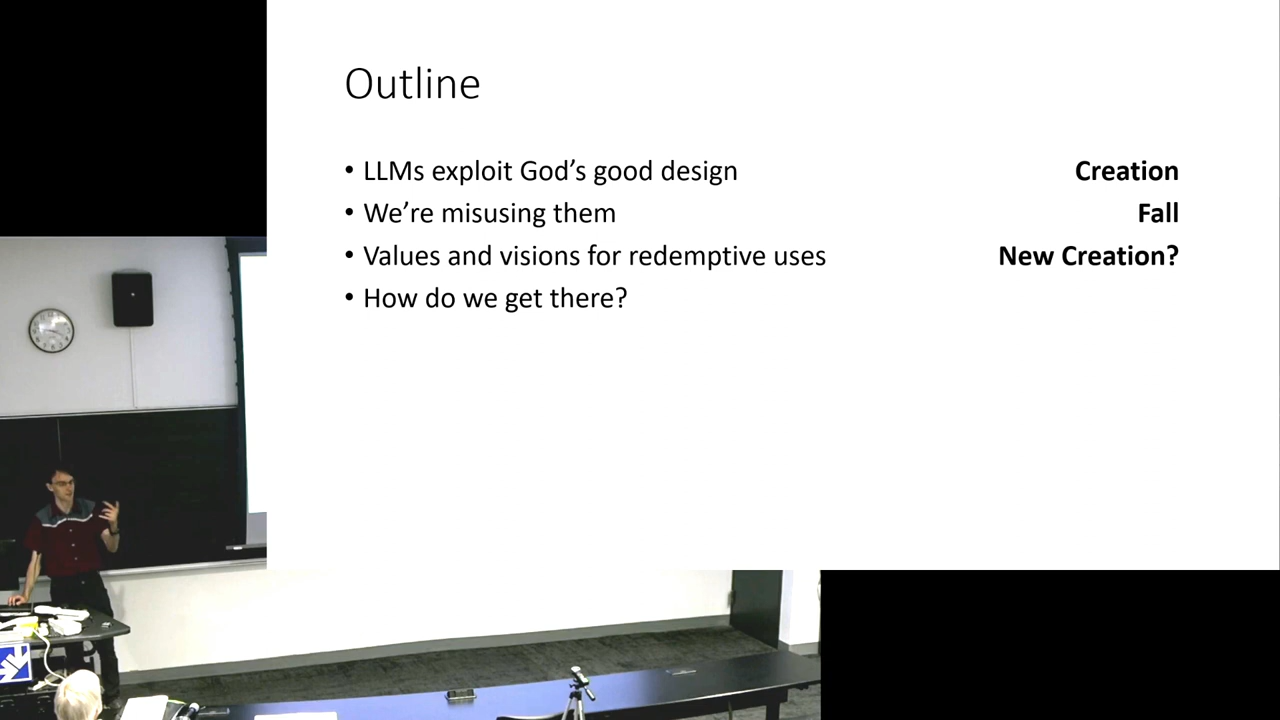 Outline
• LLMs exploit God's good design Creation
• We're misusing them Fall
• Values and visions for redemptive uses New Creation?
• How do we get there?